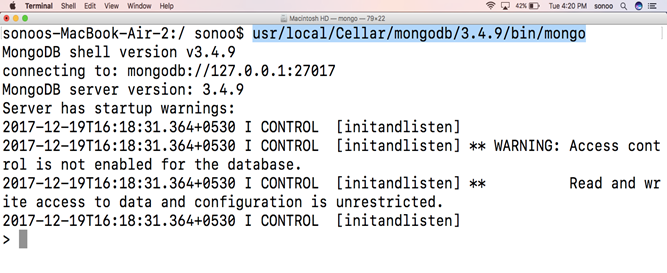 Terminal Shell Edit View Window Help 42% Tue 4:20 PM sonoo
Macintosh HD — mongo — 79×22
sonoos-MacBook-Air-2:/ sonoo$ usr/local/Cellar/mongodb/3.4.9/bin/mongo
MongoDB shell version v3.4.9
connecting to: mongodb://127.0.0.1:27017
MongoDB server version: 3.4.9
Server has startup warnings:
2017-12-19T16:18:31.364+0530 I CONTROL  [initandlisten]
2017-12-19T16:18:31.364+0530 I CONTROL  [initandlisten] ** WARNING: Access cont
rol is not enabled for the database.
2017-12-19T16:18:31.364+0530 I CONTROL  [initandlisten] **          Read and wr
ite access to data and configuration is unrestricted.
2017-12-19T16:18:31.364+0530 I CONTROL  [initandlisten]
>